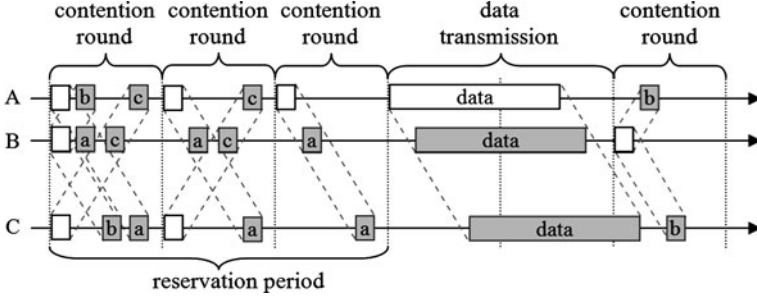 contention round
contention round
contention round
data transmission
contention round
A b c c data b
B a c a c a data
C b a a a data b
reservation period